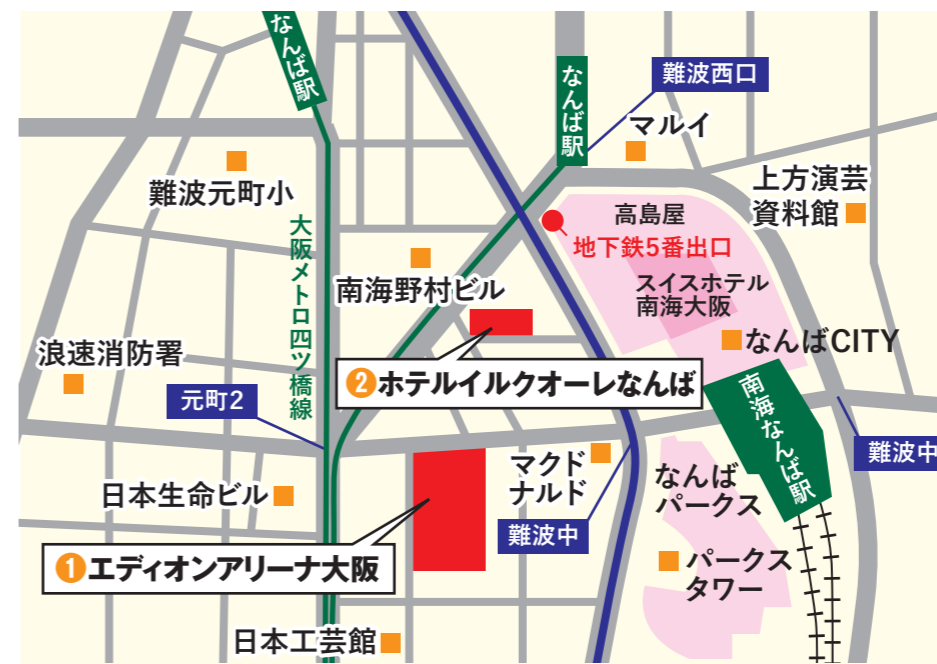 なんば駅
なんば駅
難波西口
マルイ
難波元町小
上方演芸
資料館
高島屋
地下鉄5番出口
大阪メトロ四ツ橋線
南海野村ビル
スイスホテル
南海大阪
なんばCITY
浪速消防署
❷ホテルイルクオーレなんば
元町2
南海なんば駅
難波中
マクド
ナルド
なんば
パークス
日本生命ビル
難波中
❶エディオンアリーナ大阪
パークス
タワー
日本工芸館